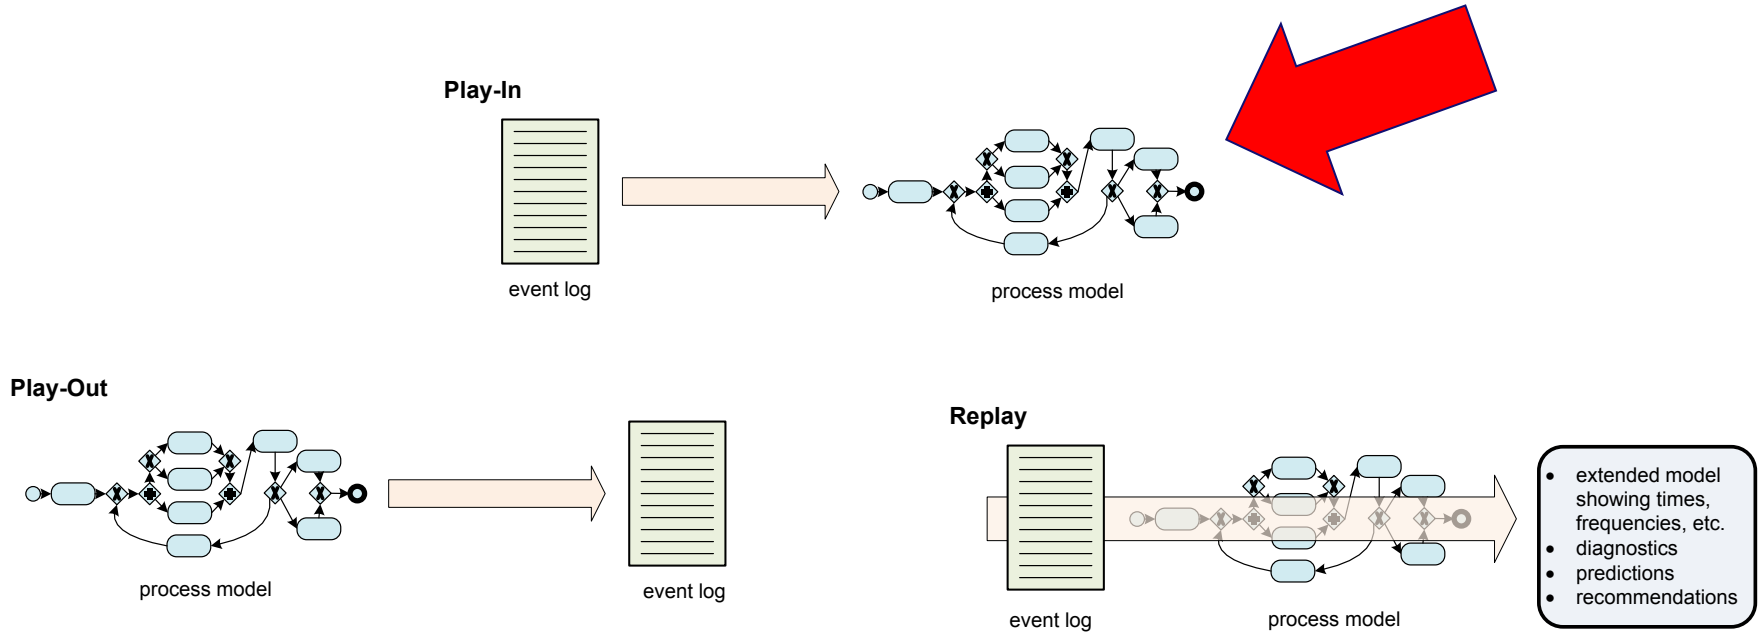 Play-In
event log
process model
Play-Out
process model
event log
Replay
event log
process model
• extended model
showing times,
frequencies, etc.
• diagnostics
• predictions
• recommendations